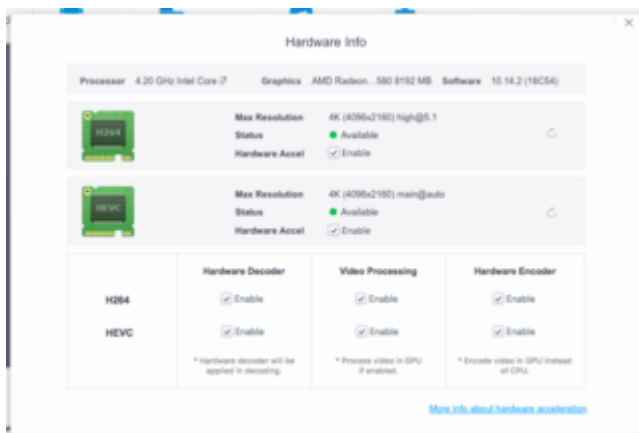 Hardware Info
Processor 4.20 GHz Intel Core i7 Graphics AMD Radeon...580 8192 MB Software 10.14.2 (18C54)
H264
Max Resolution 4K (4096x2160) high@5.1
Status Available
Hardware Accel Enable
HEVC
Max Resolution 4K (4096x2160) main@auto
Status Available
Hardware Accel Enable
Hardware Decoder Video Processing Hardware Encoder
H264 Enable Enable Enable
HEVC Enable Enable Enable
* Hardware decoder will be * Process video in GPU * Encode video in GPU instead
applied in decoding. if enabled. of CPU.
More info about hardware acceleration